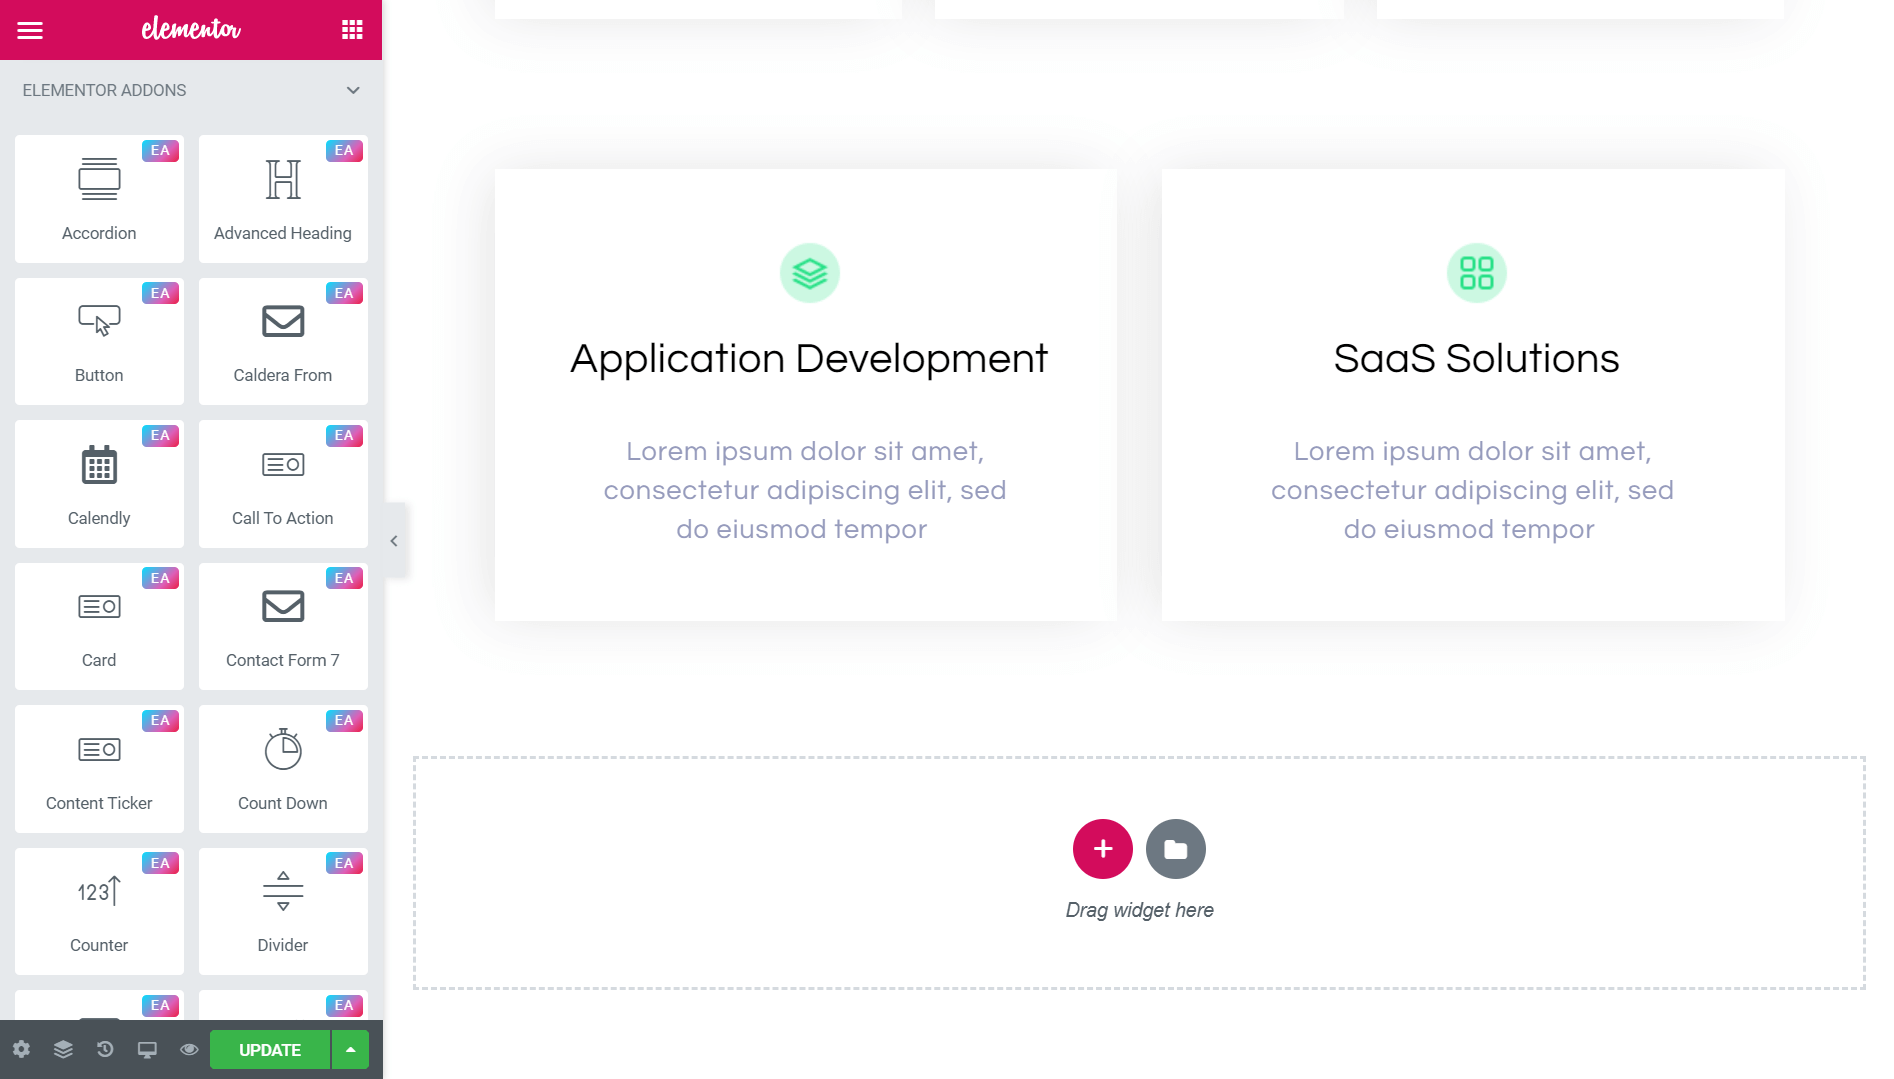 elementor
ELEMENTOR ADDONS
EA
Accordion
EA
Advanced Heading
EA
Button
EA
Caldera From
EA
Calendly
EA
Call To Action
EA
Card
EA
Contact Form 7
EA
Content Ticker
EA
Count Down
123
EA
Counter
EA
Divider
EA
EA
UPDATE
Application Development
Lorem ipsum dolor sit amet,
consectetur adipiscing elit, sed
do eiusmod tempor
SaaS Solutions
Lorem ipsum dolor sit amet,
consectetur adipiscing elit, sed
do eiusmod tempor
Drag widget here